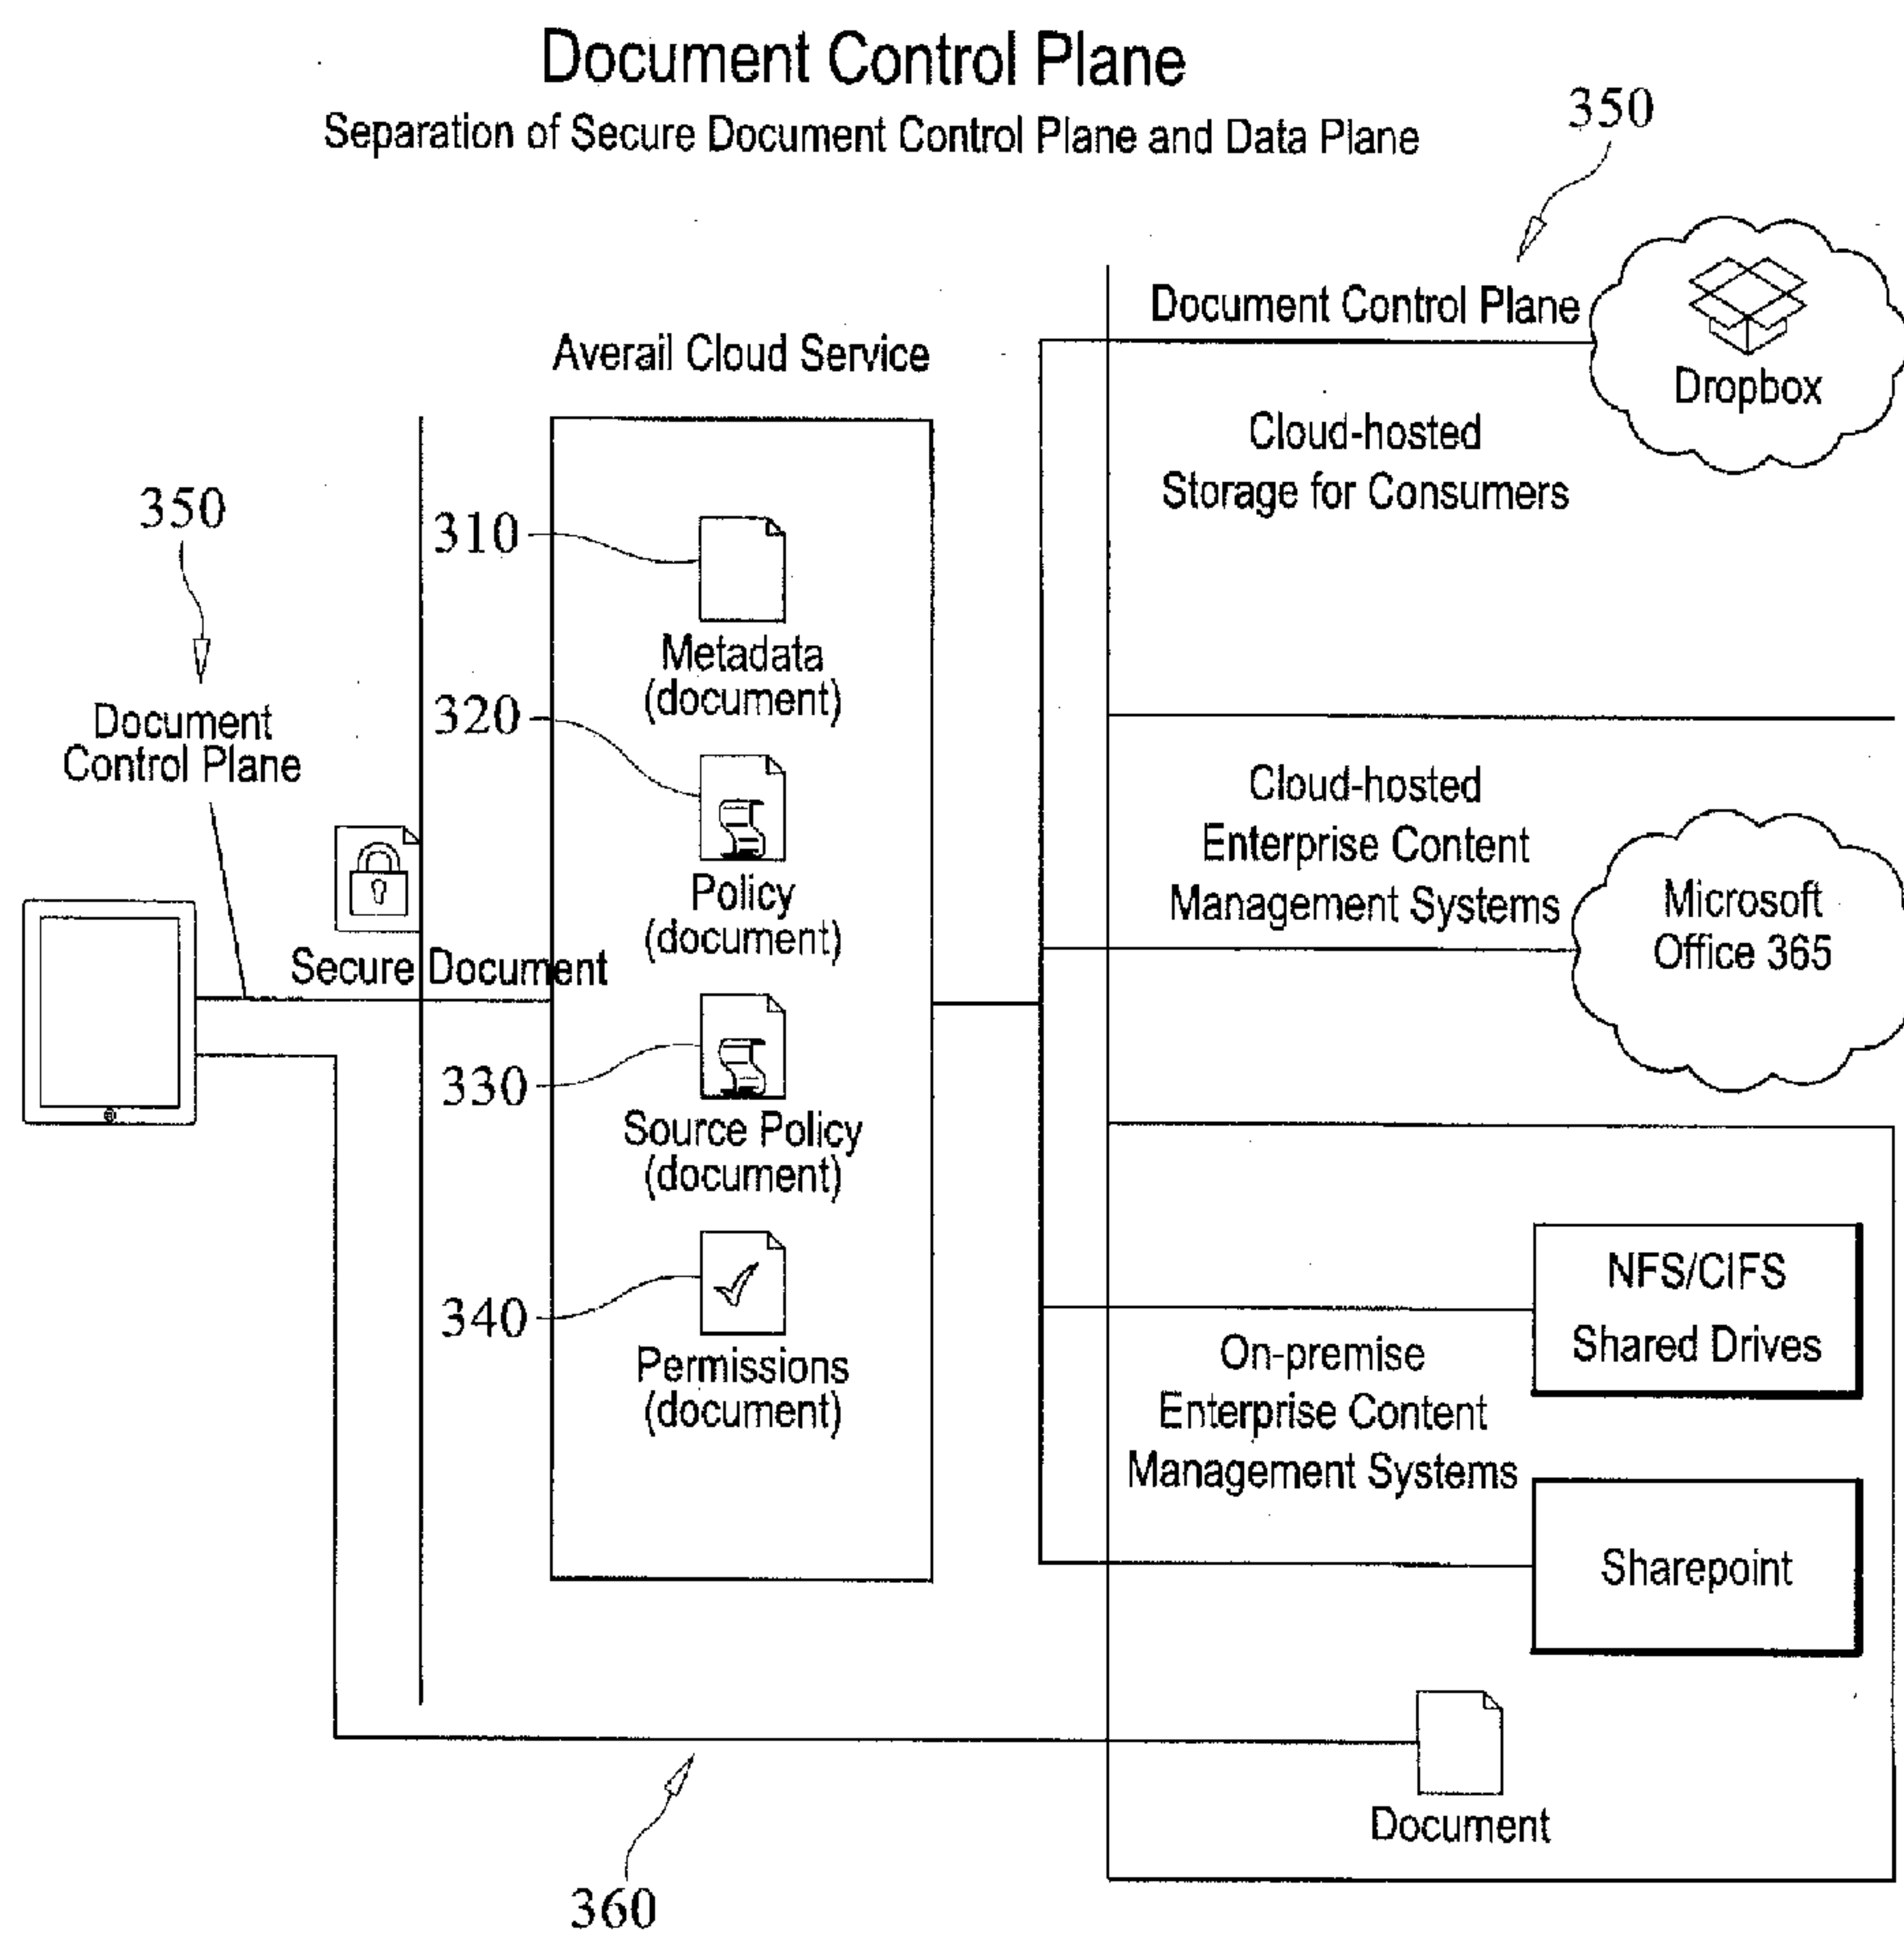 Document Control Plane
Separation of Secure Document Control Plane and Data Plane
350
Document Control Plane
Dropbox
Averail Cloud Service
Cloud-hosted
Storage for Consumers
350
310
Metadata
(document)
320
Document
Control Plane
Cloud-hosted
Enterprise Content
Management Systems
Microsoft
Office 365
Policy
(document)
Secure Document
330
Source Policy
(document)
NFS/CIFS
Shared Drives
340
On-premise
Enterprise Content
Management Systems
Permissions
(document)
Sharepoint
Document
360